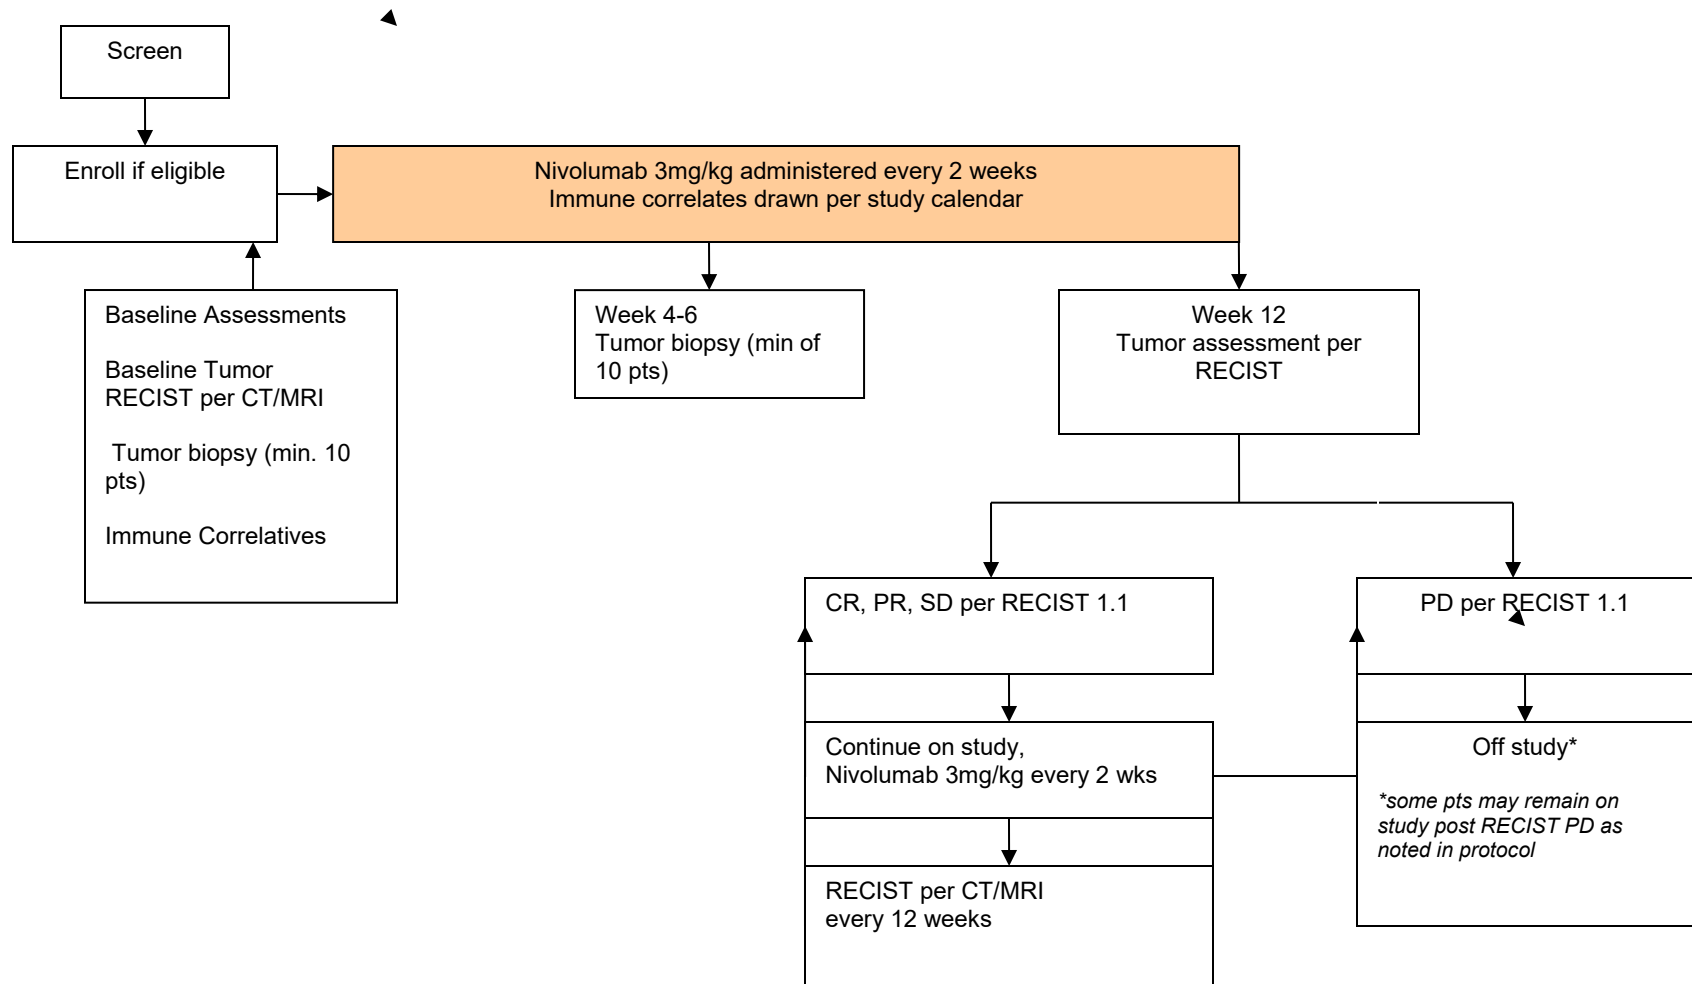 Screen
Enroll if eligible
Nivolumab 3mg/kg administered every 2 weeks
Immune correlates drawn per study calendar
Baseline Assessments
Baseline Tumor
RECIST per CT/MRI
Tumor biopsy (min. 10
pts)
Immune Correlatives
Week 4-6
Tumor biopsy (min of
10 pts)
Week 12
Tumor assessment per
RECIST
CR, PR, SD per RECIST 1.1
PD per RECIST 1.1
Continue on study,
Nivolumab 3mg/kg every 2 wks
Off study*
*some pts may remain on
study post RECIST PD as
noted in protocol
RECIST per CT/MRI
every 12 weeks